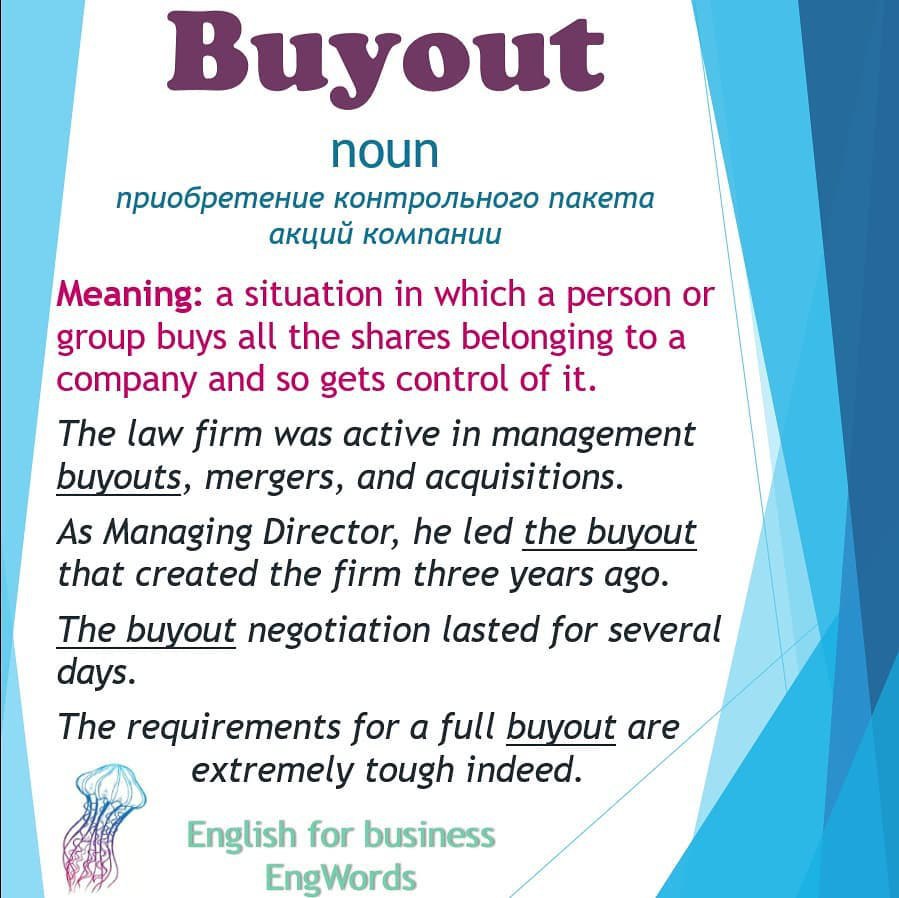 Buyout
noun
приобретение контрольного пакета
акций компании
Meaning: a situation in which a person or
group buys all the shares belonging to a
company and so gets control of it.
The law firm was active in management
buyouts, mergers, and acquisitions.
As Managing Director, he led the buyout
that created the firm three years ago.
The buyout negotiation lasted for several
days.
The requirements for a full buyout are
extremely tough indeed.
English for business
EngWords